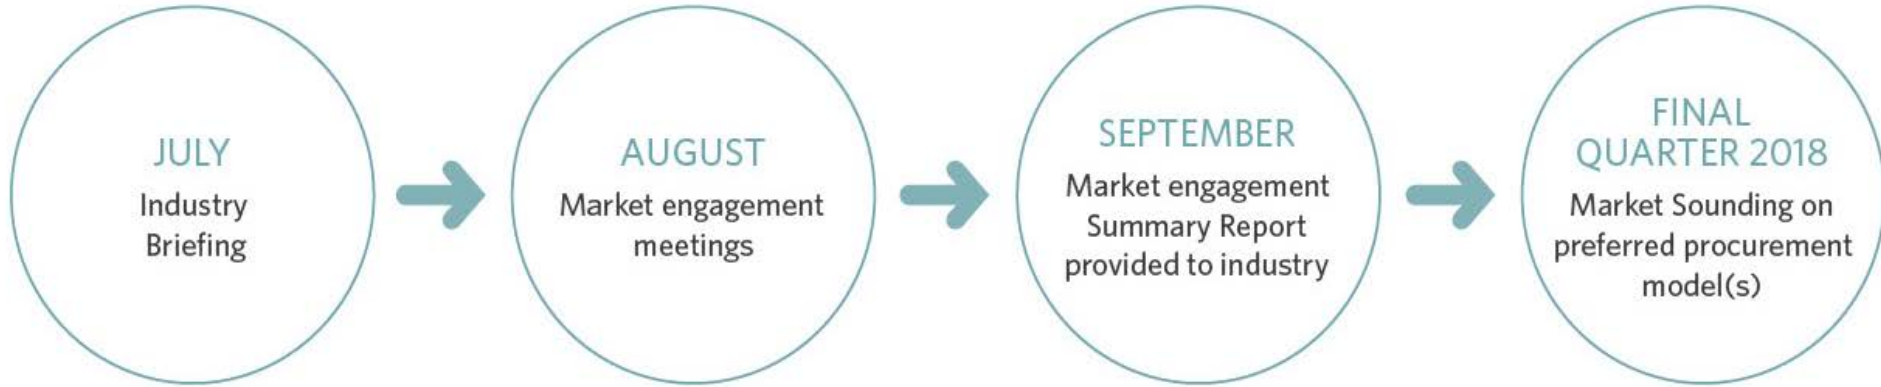 JULY
Industry
Briefing
AUGUST
Market engagement
meetings
SEPTEMBER
Market engagement
Summary Report
provided to industry
FINAL
QUARTER 2018
Market Sounding on
preferred procurement
model(s)